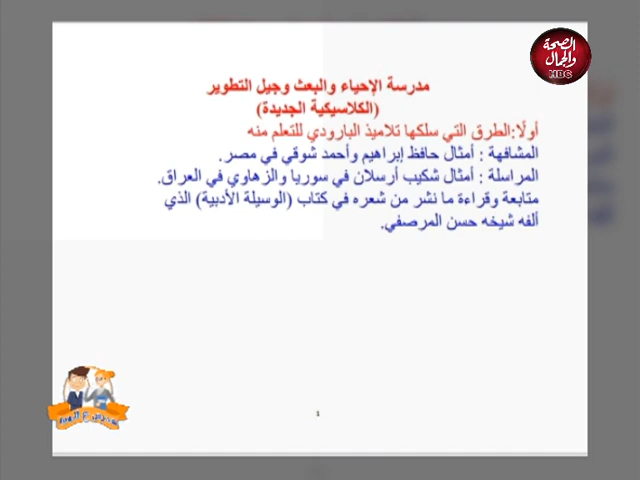 الصحة
والجمال
HBC
مدرسة الإحياء والبعث وجيل التطوير
(الكلاسيكية الجديدة)
أولًا:الطرق التي سلكها تلاميذ البارودي للتعلم منه
المشافهة : أمثال حافظ إبراهيم وأحمد شوقي في مصر.
المراسلة : أمثال شكيب أرسلان في سوريا والزهاوي في العراق.
متابعة وقراءة ما نشر من شعره في كتاب (الوسيلة الأدبية) الذي
ألفه شيخه حسن المرصفي.
1